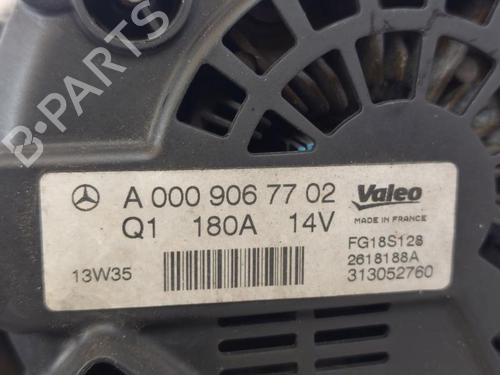 B-PARTS
A 000 906 77 02
Valeo
MADE IN FRANCE
Q1 180A 14V
FG18S128
2618188A
13W35
313052760